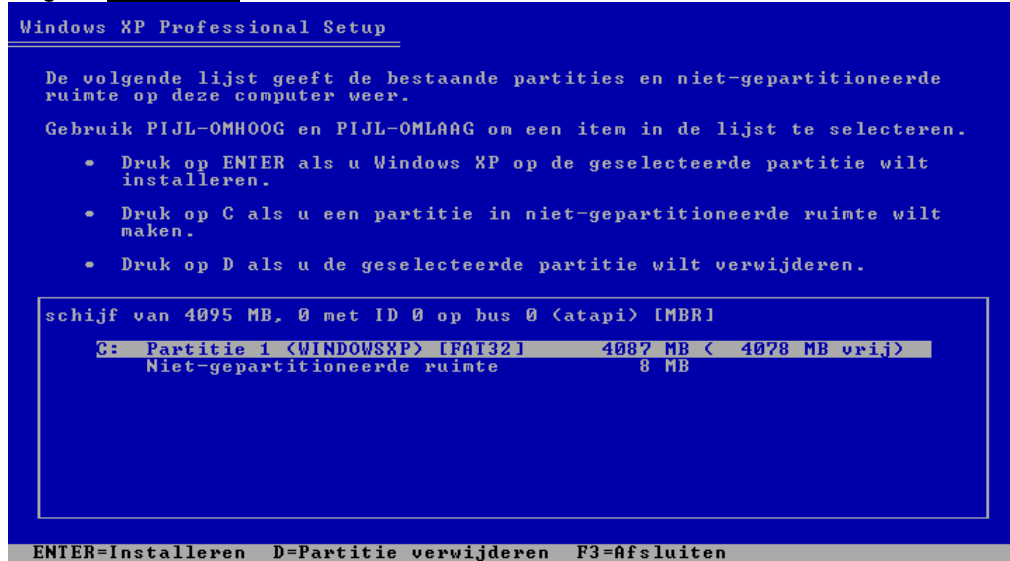 Windows XP Professional Setup
De volgende lijst geeft de bestaande partities en niet-gepartitioneerde
ruimte op deze computer weer.
Gebruik PIJL-OMHOOG en PIJL-OMLAAG om een item in de lijst te selecteren.
• Druk op ENTER als u Windows XP op de geselecteerde partitie wilt
installeren.
• Druk op C als u een partitie in niet-gepartitioneerde ruimte wilt
maken.
• Druk op D als u de geselecteerde partitie wilt verwijderen.
schijf van 4095 MB, 0 met ID 0 op bus 0 (atapi) [MBR]
C: Partitie 1 (WINDOWSXP) [FAT32] 4087 MB ( 4078 MB vrij)
Niet-gepartitioneerde ruimte 8 MB
ENTER=Installeren D=Partitie verwijderen F3=Afsluiten